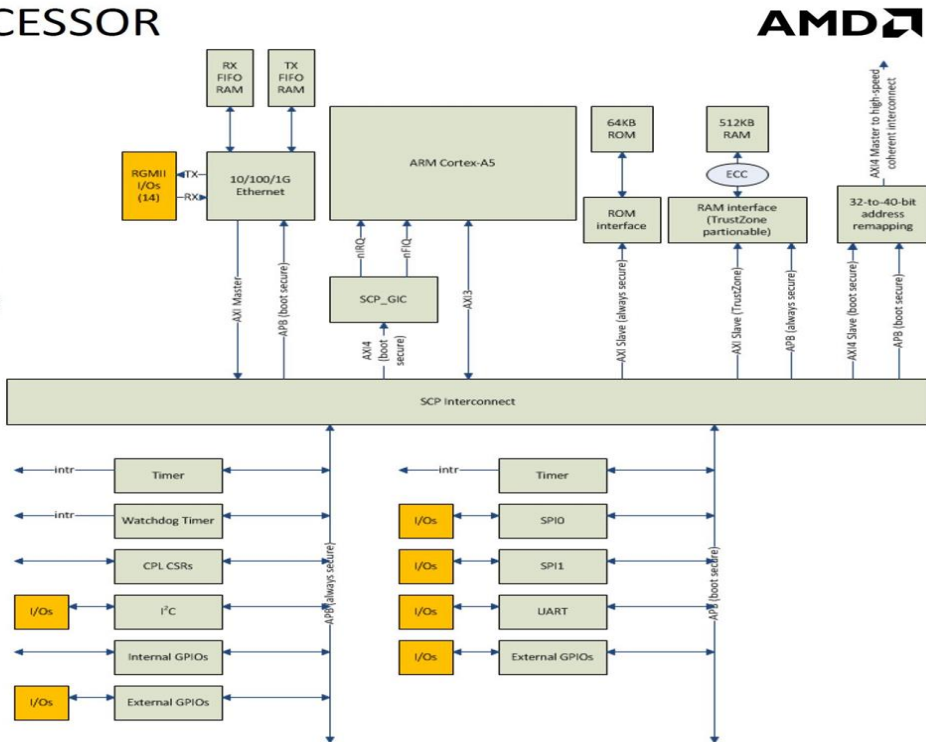 CESSOR
AMD
RX
FIFO
RAM
TX
FIFO
RAM
ARM Cortex-A5
64KB
ROM
512KB
RAM
ECC
AXI4 Master to high-speed
coherent interconnect
RGMII
I/Os
(14)
TX
RX
10/100/1G
Ethernet
ROM
interface
RAM interface
(TrustZone
partionable)
32-to-40-bit
address
remapping
nIRQ
nFIQ
SCP_GIC
AXI Master
APB (boot secure)
AXI4
(boot
secure)
AXI3
AXI Slave (always secure)
AXI Slave (TrustZone)
APB (always secure)
AXI4 Slave (boot secure)
APB (boot secure)
SCP Interconnect
intr
Timer
intr
Watchdog Timer
CPL CSRs
I/Os
I²C
Internal GPIOs
I/Os
External GPIOs
APB (always secure)
intr
Timer
I/Os
SPI0
I/Os
SPI1
I/Os
UART
I/Os
External GPIOs
APB (boot secure)